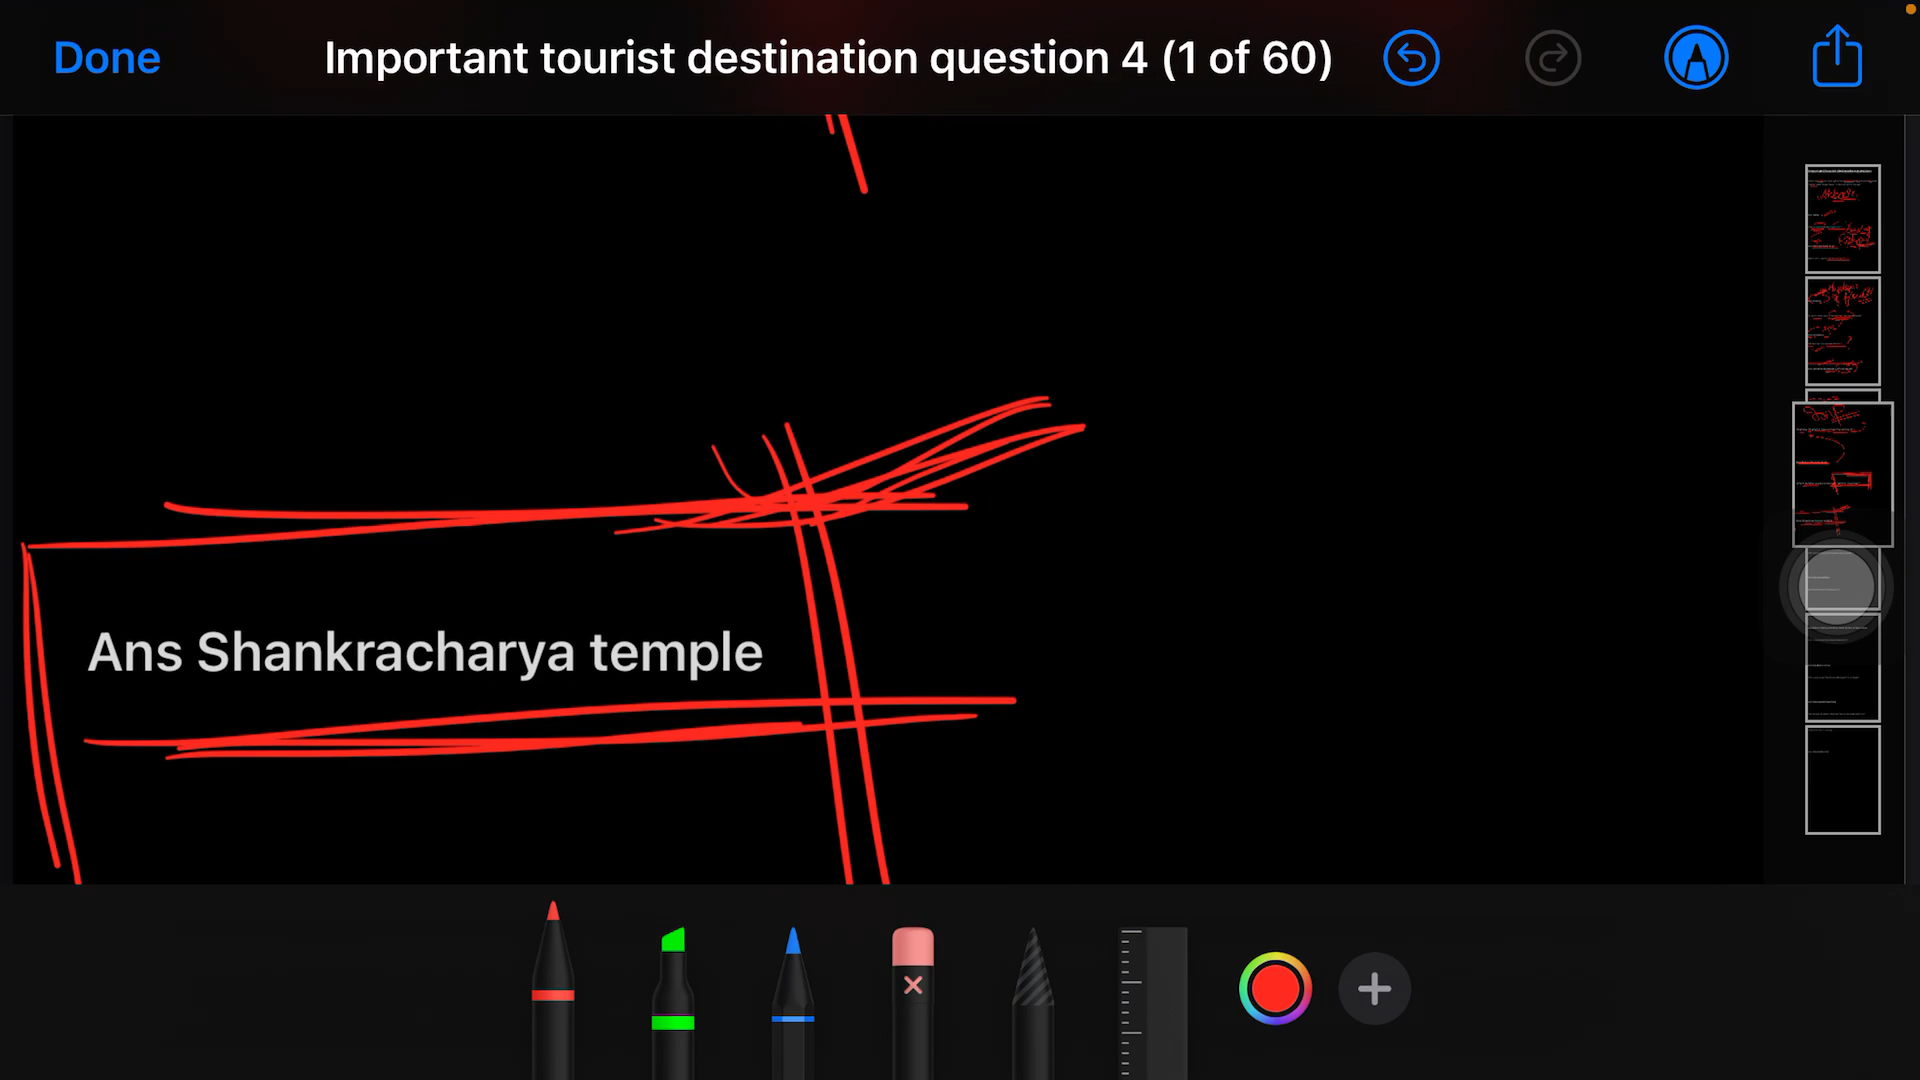 Done
Important tourist destination question 4 (1 of 60)
Ans Shankracharya temple